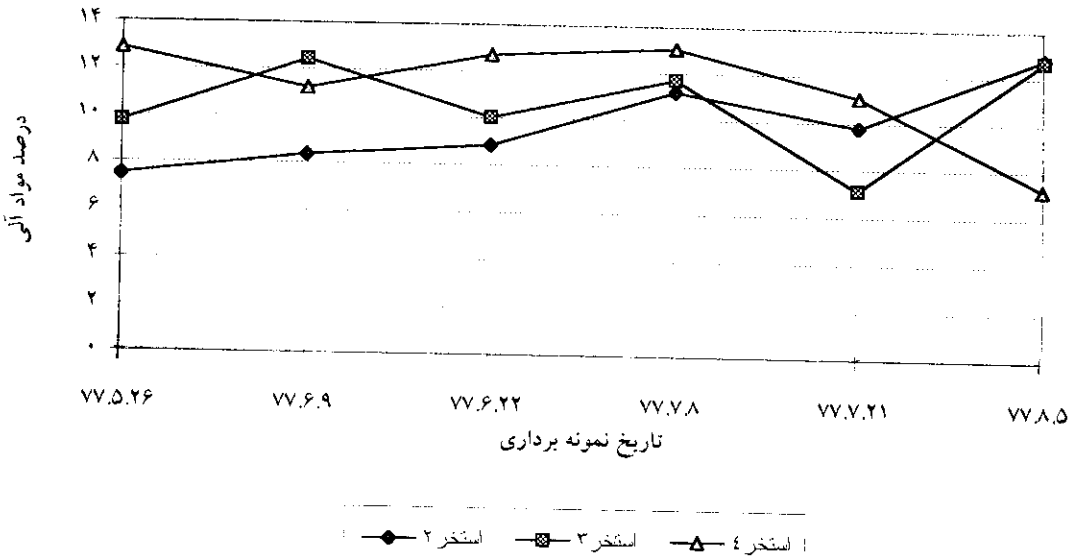 ۱۴
۱۲
۱۰
۸
۶
۴
۲
۰
درصد مواد آلی
۷۷.۵.۲۶ ۷۷.۶.۹ ۷۷.۶.۲۲ ۷۷.۷.۸ ۷۷.۷.۲۱ ۷۷.۸.۵
تاریخ نمونه برداری
استخر ۲ استخر ۳ استخر ٤